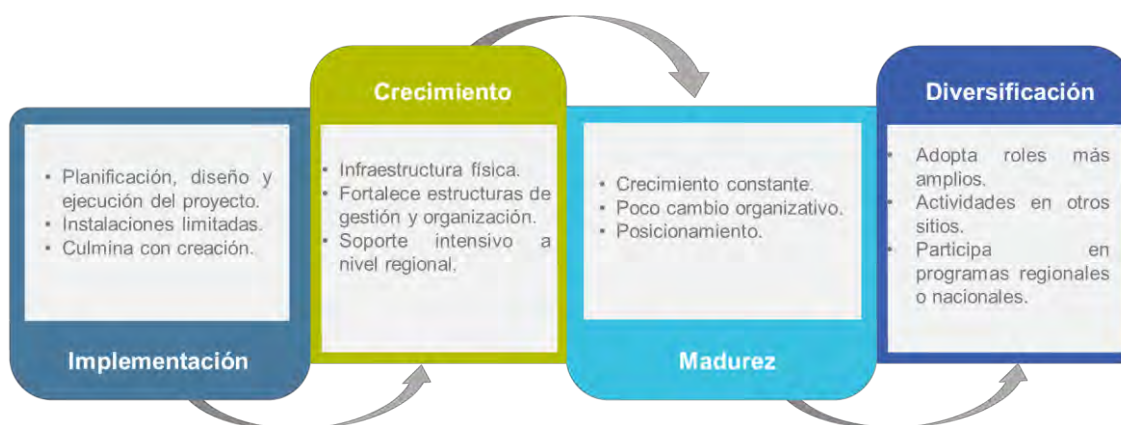 Implementación
• Planificación, diseño y
ejecución del proyecto.
• Instalaciones limitadas.
• Culmina con creación.
Crecimiento
• Infraestructura física.
• Fortalece estructuras de
gestión y organización.
• Soporte intensivo a
nivel regional.
Madurez
• Crecimiento constante.
• Poco cambio organizativo.
• Posicionamiento.
Diversificación
• Adopta roles más
amplios.
• Actividades en otros
sitios.
• Participa en
programas regionales
o nacionales.